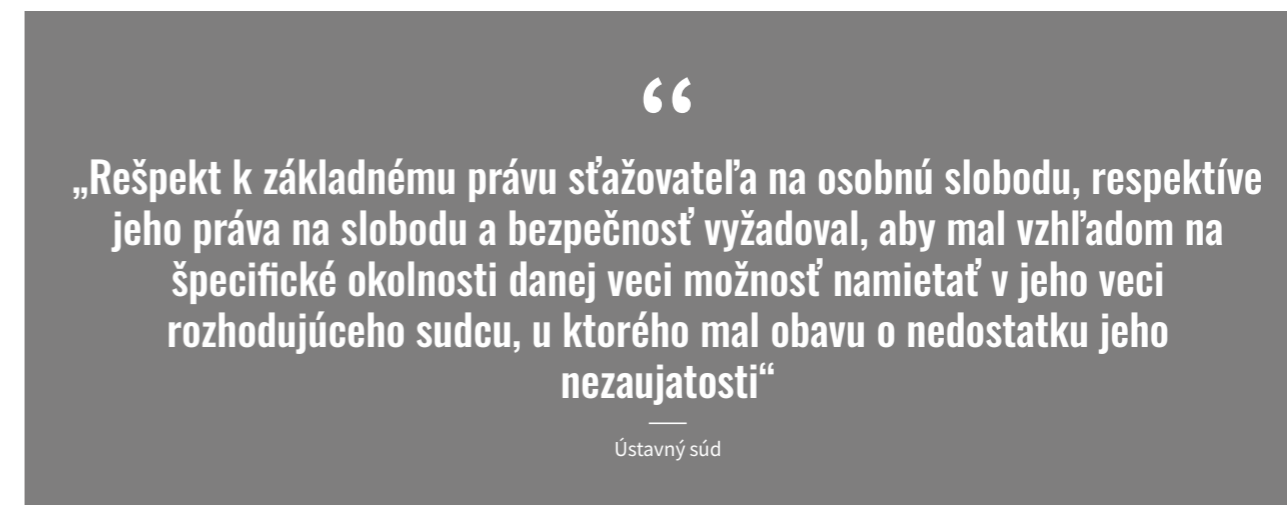 “
„Rešpekt k základnému právu sťažovateľa na osobnú slobodu, respektíve
jeho práva na slobodu a bezpečnosť vyžadoval, aby mal vzhľadom na
špecifické okolnosti danej veci možnosť namietať v jeho veci
rozhodujúceho sudcu, u ktorého mal obavu o nedostatku jeho
nezaujatosti“
Ústavný súd